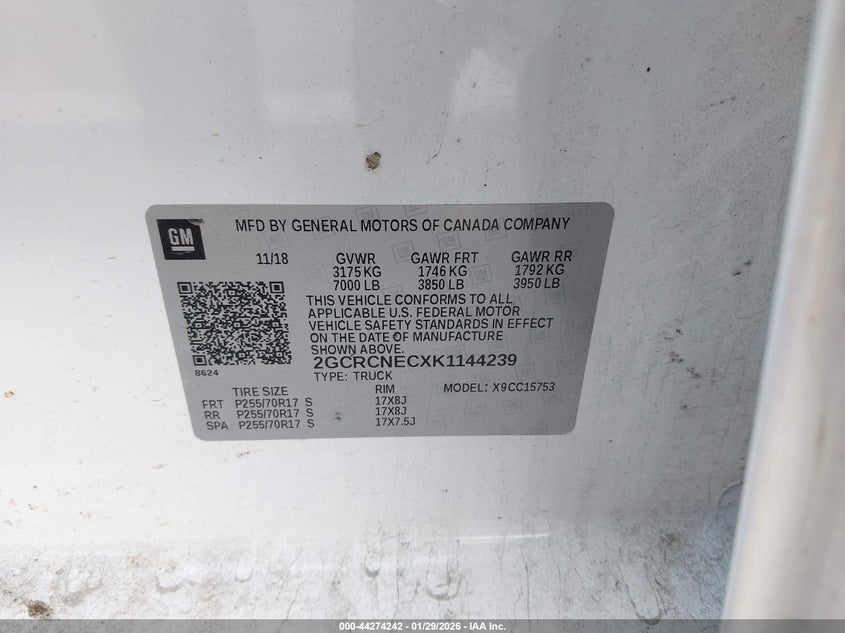 GM
MFD BY GENERAL MOTORS OF CANADA COMPANY
11/18 GVWR GAWR FRT GAWR RR
3175 KG 1746 KG 1792 KG
7000 LB 3850 LB 3950 LB
THIS VEHICLE CONFORMS TO ALL
APPLICABLE U.S. FEDERAL MOTOR
VEHICLE SAFETY STANDARDS IN EFFECT
ON THE DATE OF MANUFACTURE
SHOWN ABOVE.
8624
2GCRCNECXK1144239
TYPE: TRUCK
TIRE SIZE RIM MODEL: X9CC15753
FRT P255/70R17 S 17X8J
RR P255/70R17 S 17X8J
SPA P255/70R17 S 17X7.5J
000-44274242 - 01/29/2026 - IAA Inc.